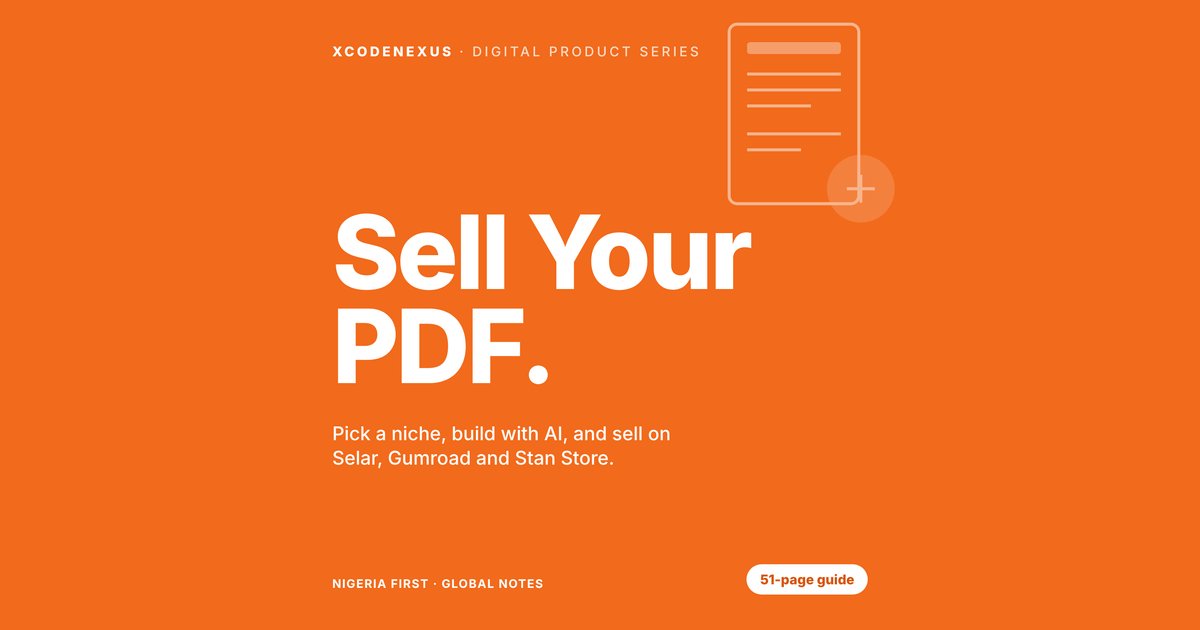 XCODENEXUS · DIGITAL PRODUCT SERIES
Sell Your
PDF.
Pick a niche, build with AI, and sell on
Selar, Gumroad and Stan Store.
NIGERIA FIRST · GLOBAL NOTES
51-page guide